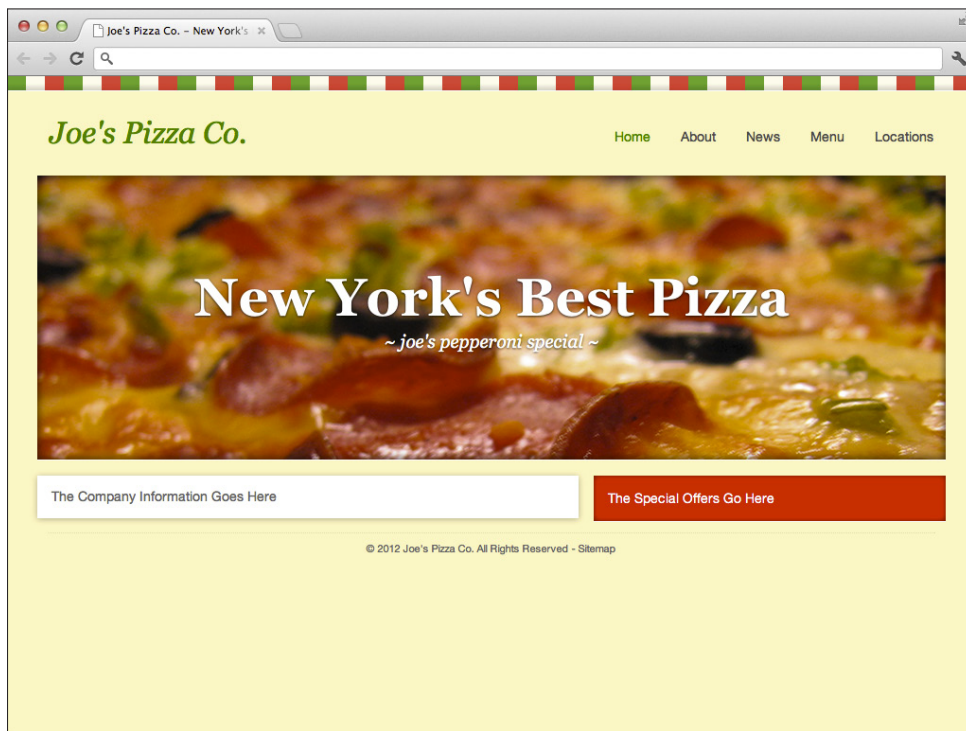 Joe's Pizza Co. – New York's
Joe's Pizza Co.
Home About News Menu Locations
New York's Best Pizza
~ joe's pepperoni special ~
The Company Information Goes Here
The Special Offers Go Here
© 2012 Joe's Pizza Co. All Rights Reserved - Sitemap